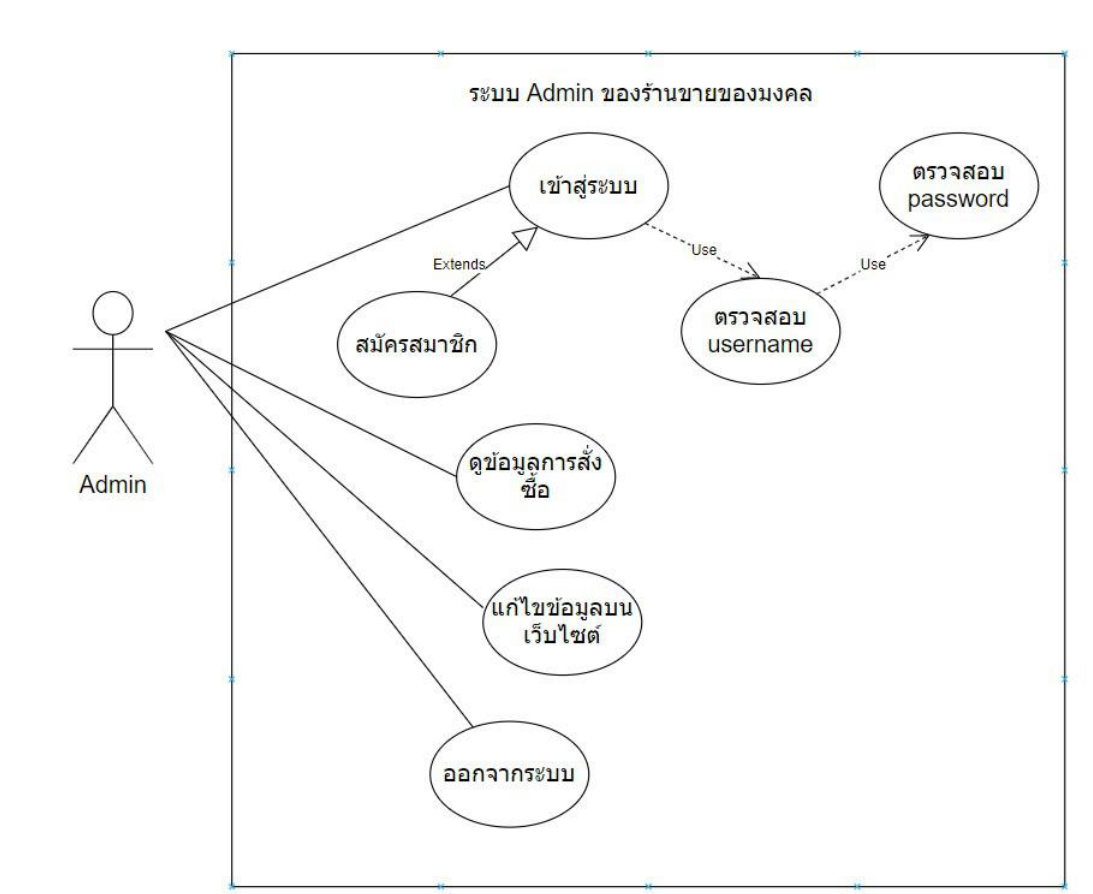 ระบบ Admin ของร้านขายของมงคล
เข้าสู่ระบบ
ตรวจสอบ
password
Extends
Use
Use
สมัครสมาชิก
ตรวจสอบ
username
Admin
ดูข้อมูลการสั่ง
ซื้อ
แก้ไขข้อมูลบน
เว็บไซต์
ออกจากระบบ